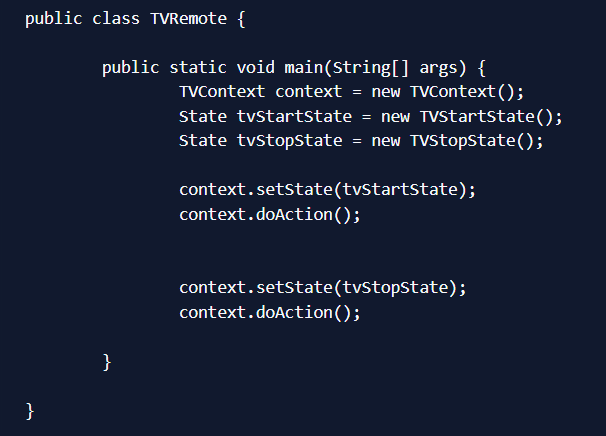 public class TVRemote {
public static void main(String[] args) {
TVContext context = new TVContext();
State tvStartState = new TVStartState();
State tvStopState = new TVStopState();
context.setState(tvStartState);
context.doAction();
context.setState(tvStopState);
context.doAction();
}
}